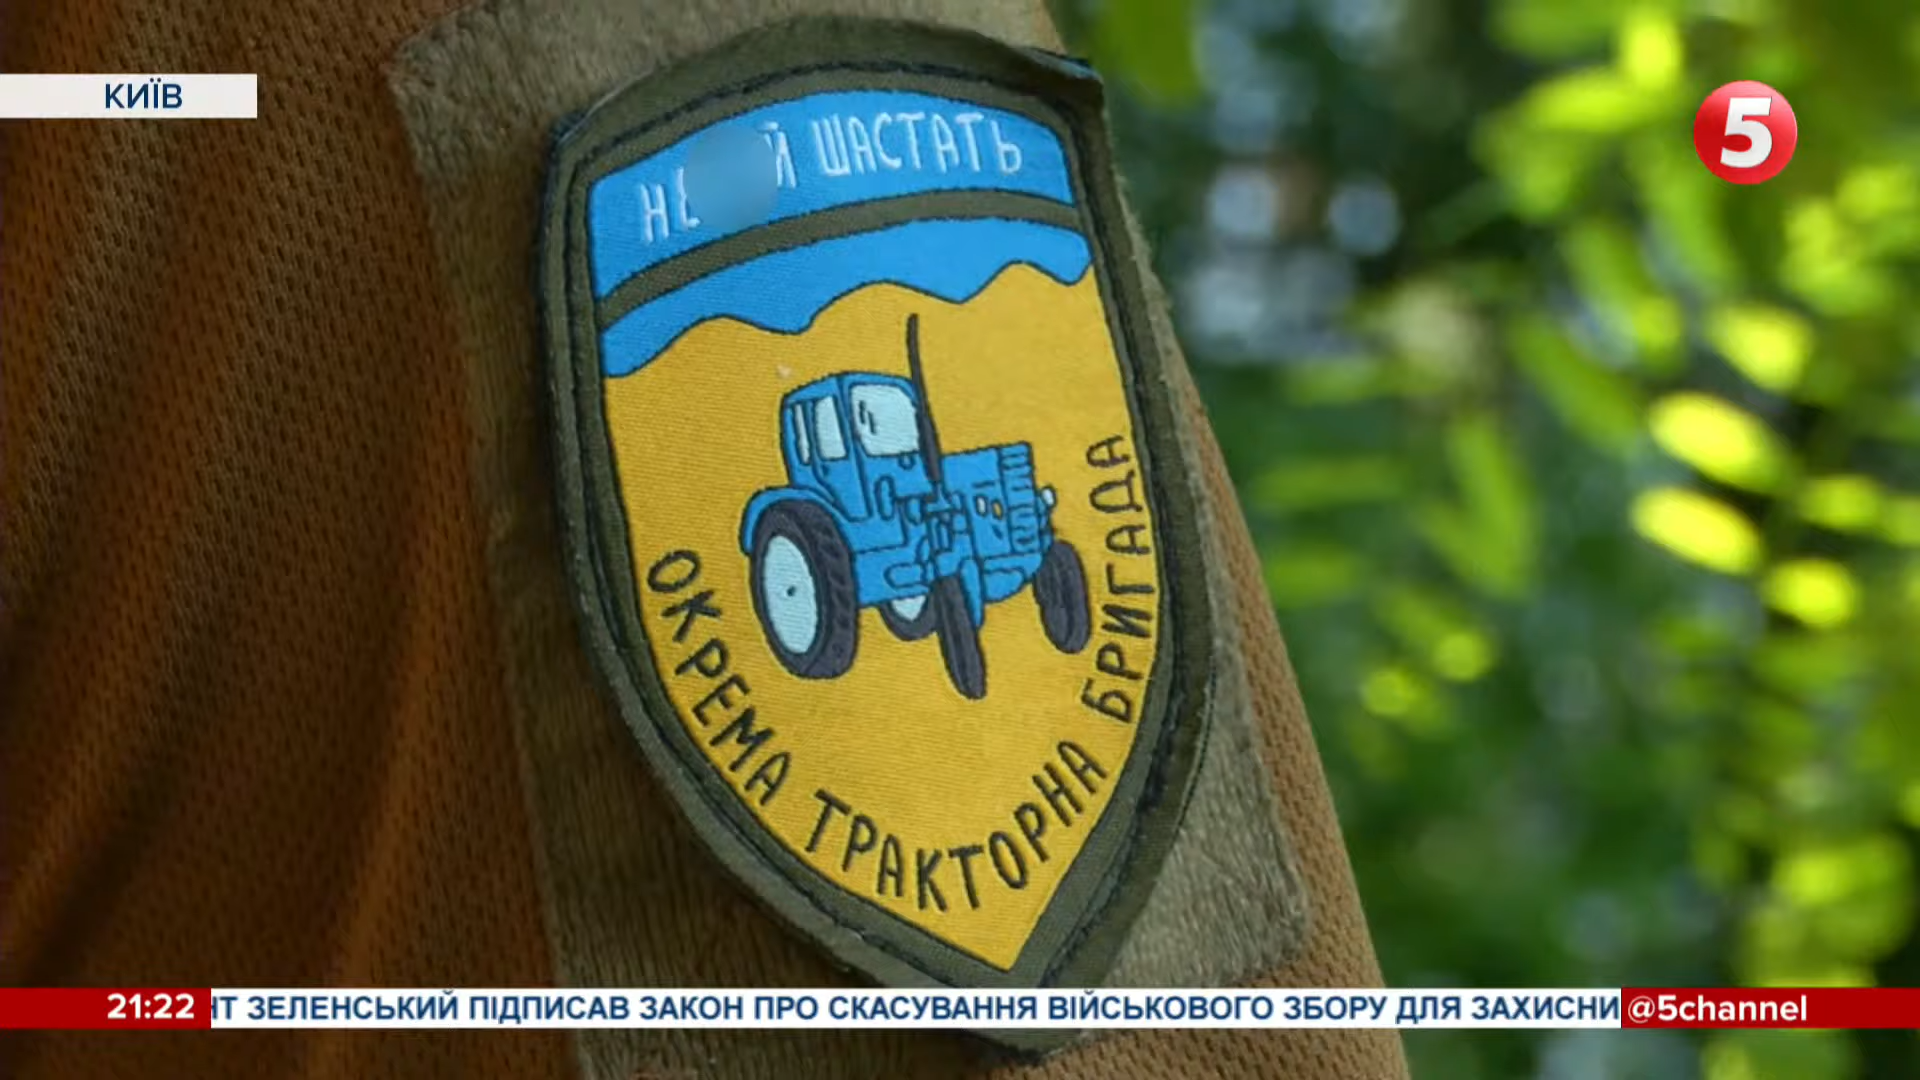 КИЇВ
5
ШАСТАТЬ
ОКРЕМА ТРАКТОРНА БРИГАДА
21:22
НТ ЗЕЛЕНСЬКИЙ ПІДПИСАВ ЗАКОН ПРО СКАСУВАННЯ ВІЙСЬКОВОГО ЗБОРУ ДЛЯ ЗАХИСНИ
@5channel